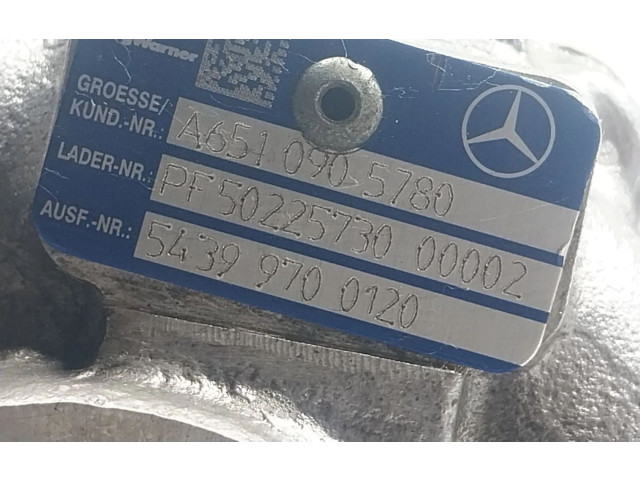 Warner
GROESSE/
KUND.-NR.: A651 090 5780
LADER-NR.: PF 50225730 00002
AUSF.-NR.: 5439 970 0120